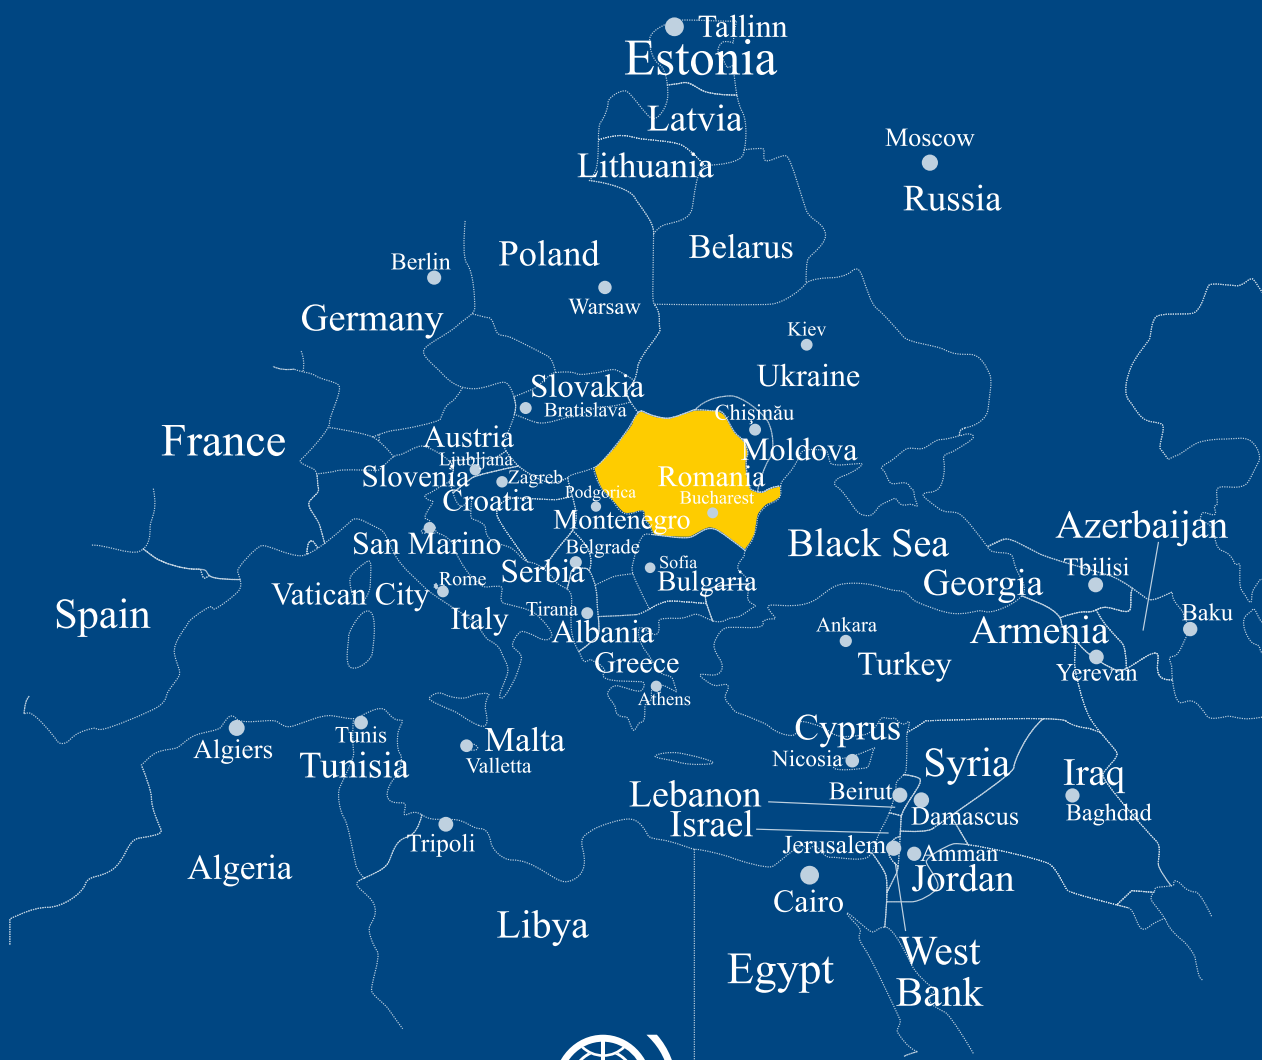 Tallinn
Estonia
Latvia
Moscow
Lithuania
Russia
Belarus
Poland
Berlin
Warsaw
Germany
Kiev
Ukraine
Slovakia
Bratislava
Chișinău
France
Austria
Moldova
Ljubljana
Slovenia
Zagreb
Romania
Podgorica
Bucharest
Croatia
Montenegro
Azerbaijan
San Marino
Belgrade
Black Sea
Serbia
Sofia
Tbilisi
Bulgaria
Georgia
Rome
Vatican City
Spain
Tirana
Baku
Italy
Albania
Ankara
Armenia
Greece
Turkey
Yerevan
Athens
Cyprus
Tunis
Algiers
Malta
Nicosia
Tunisia
Valletta
Syria
Iraq
Lebanon
Beirut
Damascus
Baghdad
Israel
Tripoli
Jerusalem
Amman
Algeria
Jordan
Cairo
Libya
West
Bank
Egypt